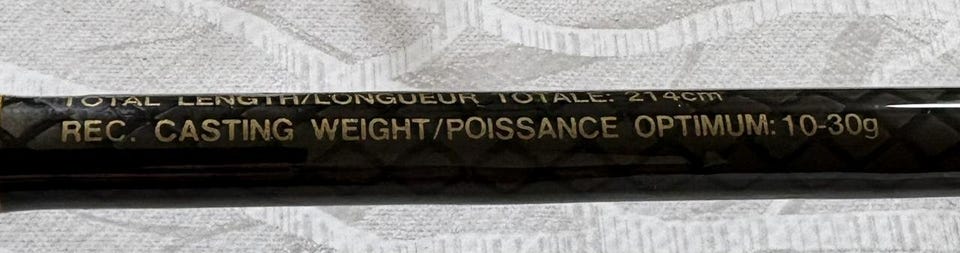 TOTAL LENGTH/LONGUEUR TOTALE: 214cm
REC. CASTING WEIGHT/POISSANCE OPTIMUM: 10-30g